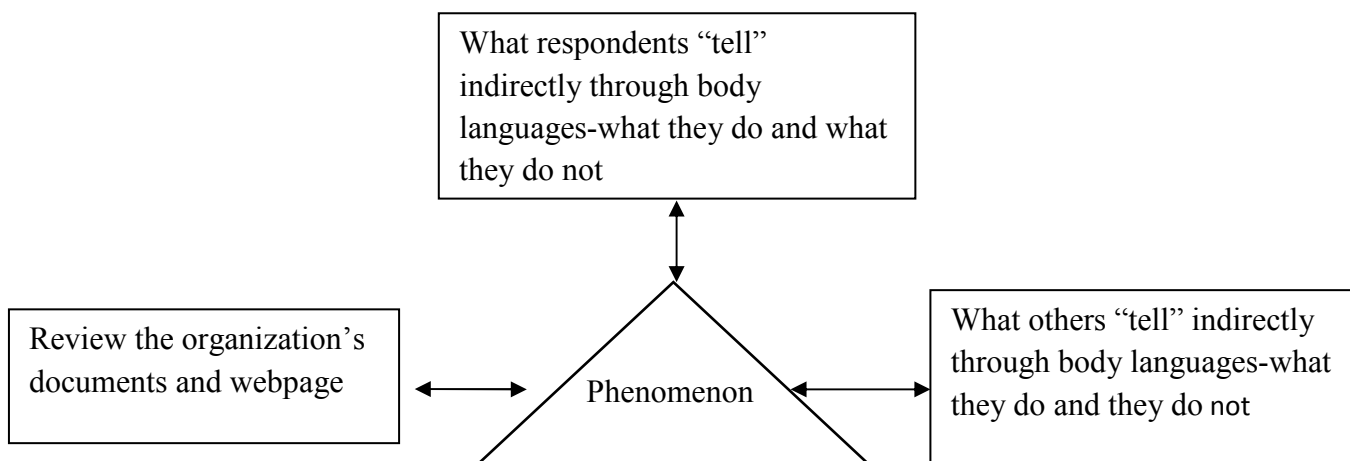 What respondents “tell”
indirectly through body
languages-what they do and what
they do not
Review the organization’s
documents and webpage
Phenomenon
What others “tell” indirectly
through body languages-what
they do and they do not